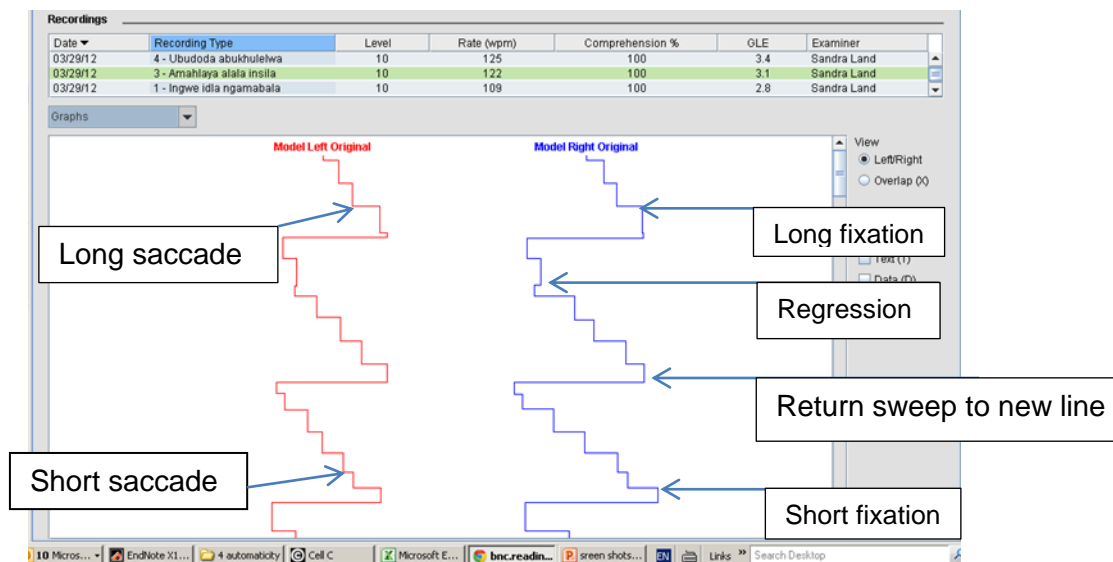 Recordings
Date Recording Type Level Rate (wpm) Comprehension % GLE Examiner
03/29/12 4 - Ubudoda abukhulelwa 10 125 100 3.4 Sandra Land
03/29/12 3 - Amahlaya alala insila 10 122 100 3.1 Sandra Land
03/29/12 1 - Ingwe idla ngamabala 10 109 100 2.8 Sandra Land
Graphs
Model Left Original Model Right Original
View
Left/Right
Overlap (X)
Long saccade
Long fixation
Text (T)
Data (D)
Regression
Return sweep to new line
Short saccade
Short fixation
10 Micros... EndNote X1... 4 automaticity Cell C Microsoft E... bnc.readin... sreen shots... EN Links » Search Desktop